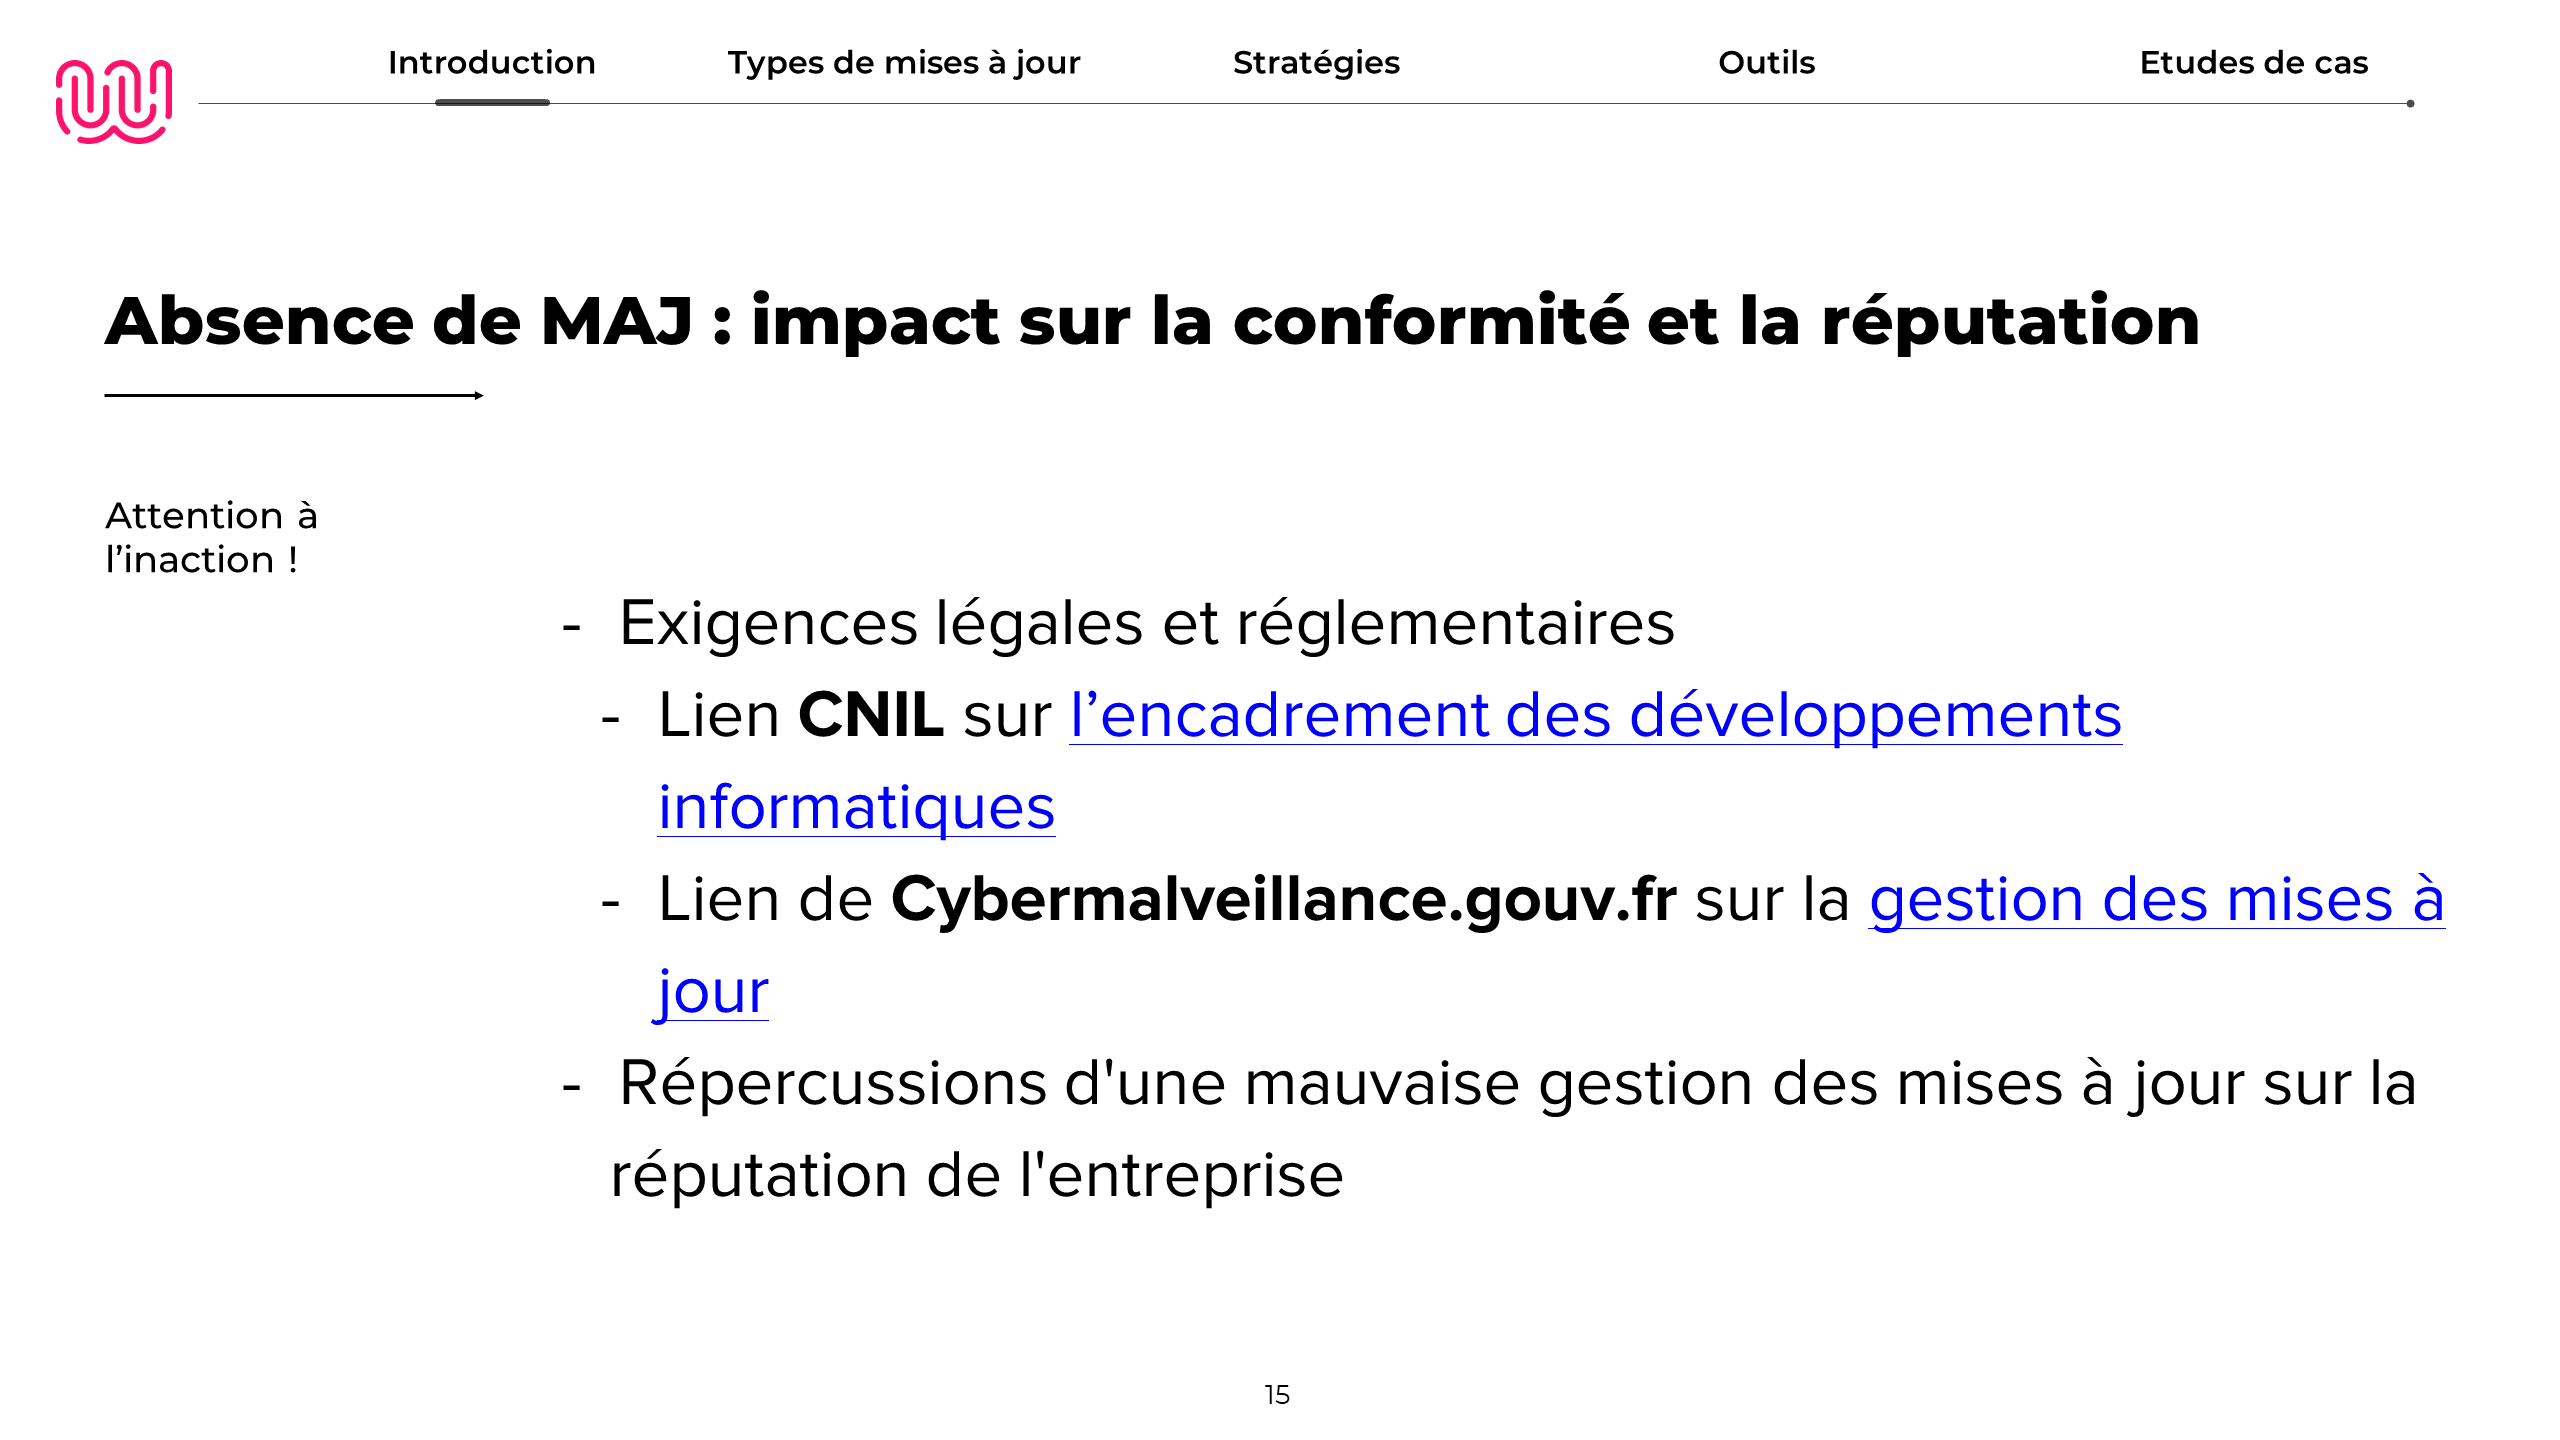 Introduction
Types de mises à jour
Stratégies
Outils
Etudes de cas
Absence de MAJ : impact sur la conformité et la réputation
Attention à
l’inaction !
- Exigences légales et réglementaires
- Lien CNIL sur l’encadrement des développements
informatiques
- Lien de Cybermalveillance.gouv.fr sur la gestion des mises à
jour
- Répercussions d'une mauvaise gestion des mises à jour sur la
réputation de l'entreprise
15